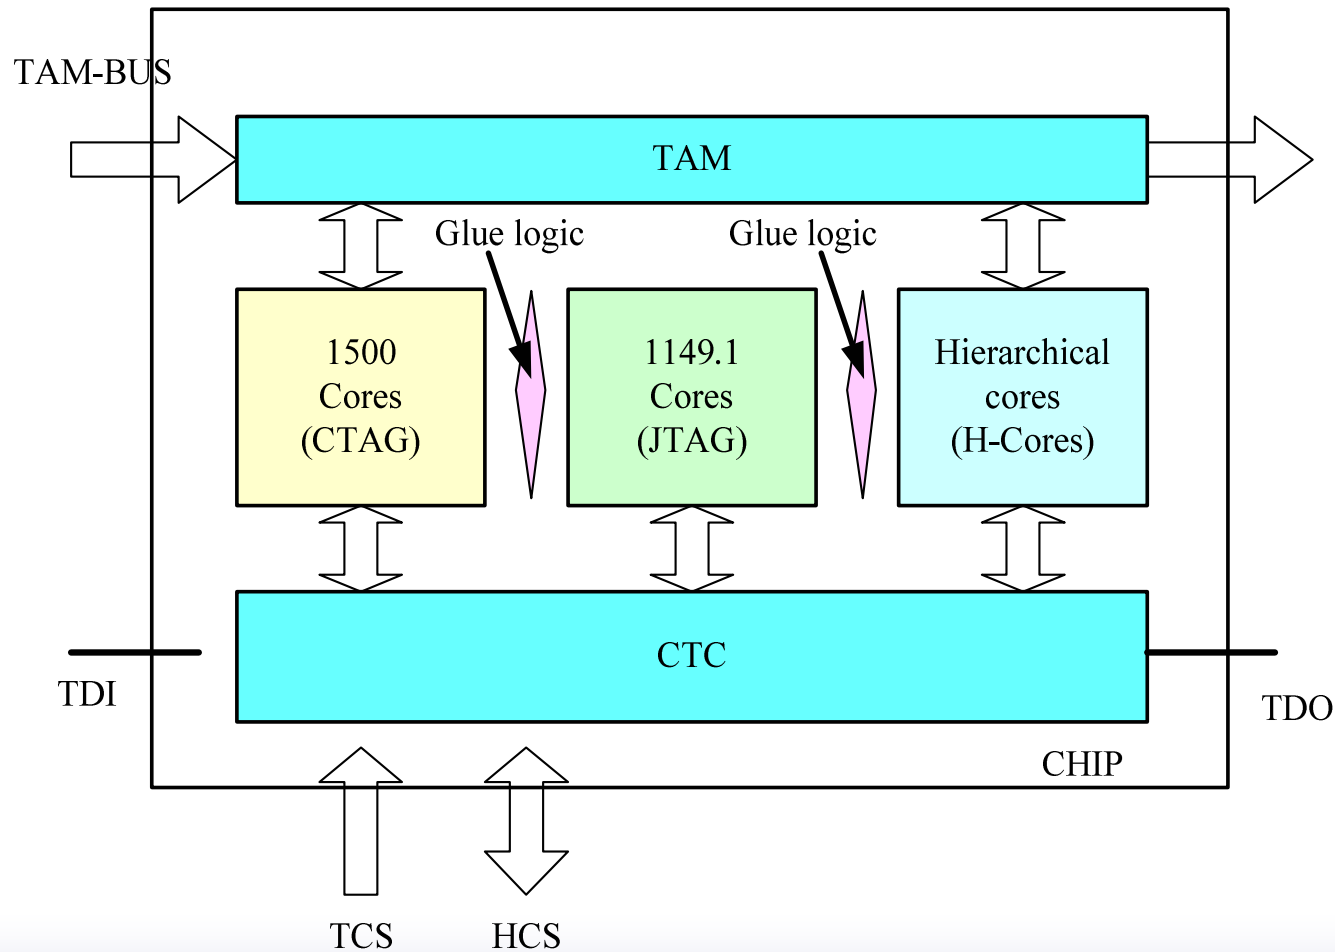 TAM-BUS
TAM
Glue logic
Glue logic
1500
Cores
(CTAG)
1149.1
Cores
(JTAG)
Hierarchical
cores
(H-Cores)
CTC
TDI
TDO
CHIP
TCS
HCS